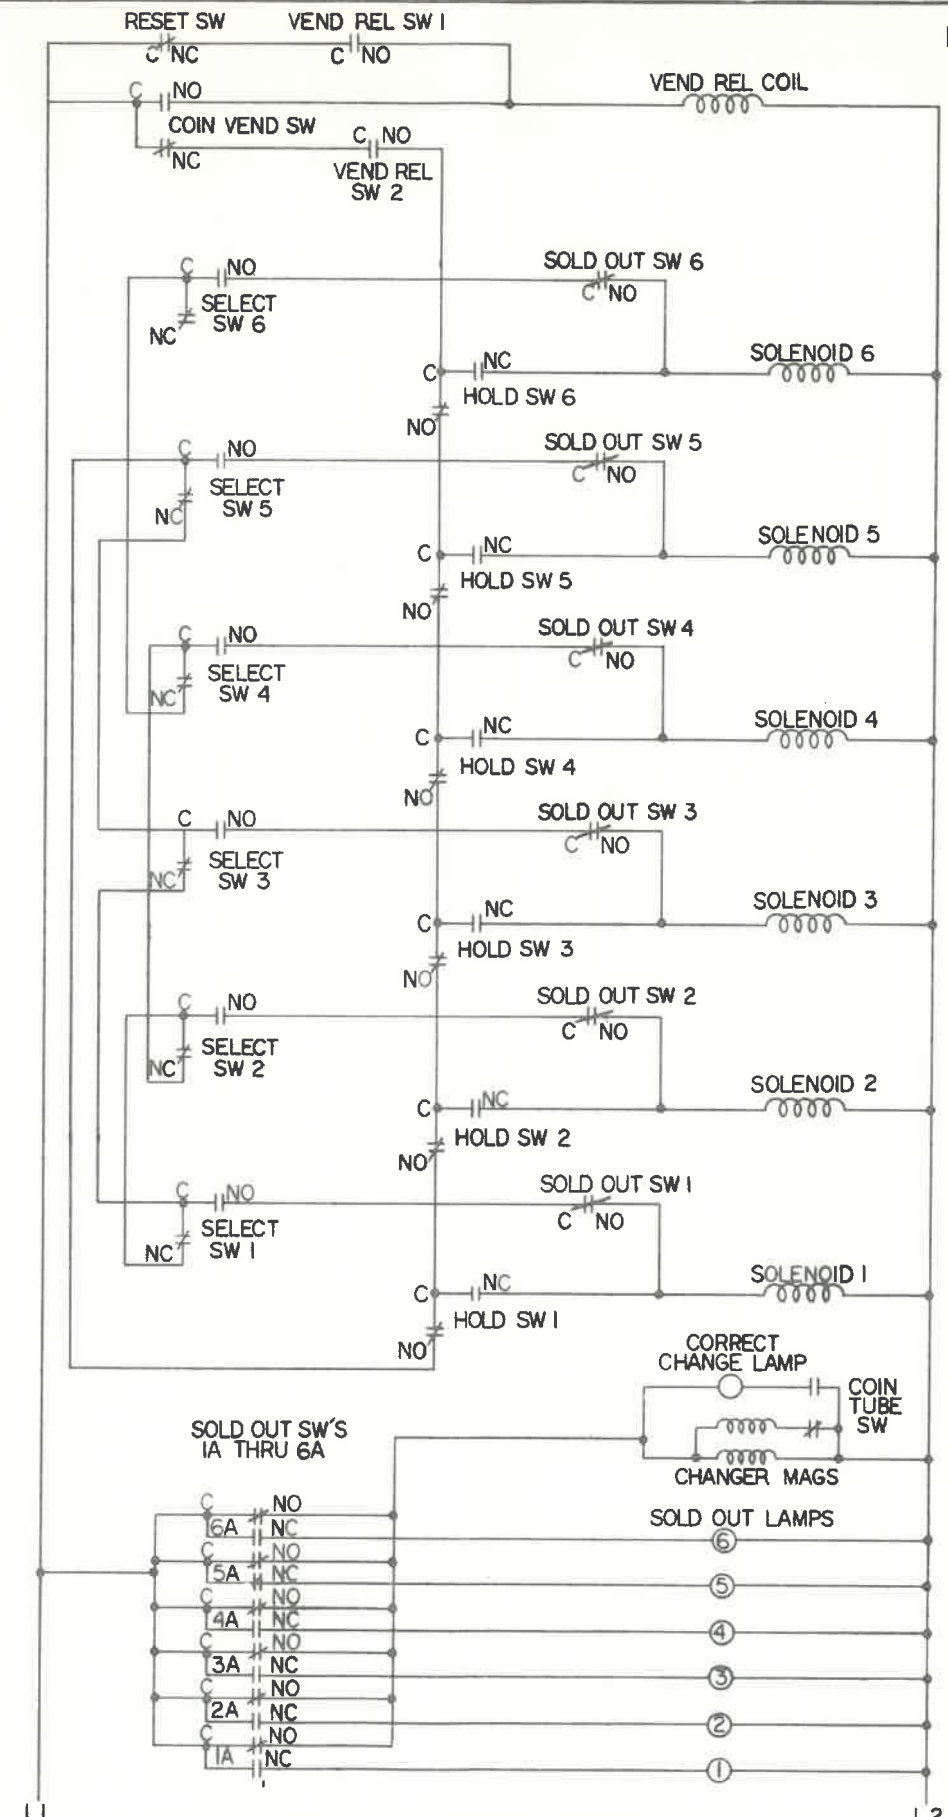 RESET SW
VEND REL SW 1
C NC
C NO
C NO
VEND REL COIL
COIN VEND SW
C NO
NC
VEND REL
SW 2
C NO
SOLD OUT SW 6
C NO
SELECT
SW 6
NC
SOLENOID 6
C NC
HOLD SW 6
NO
C NO
SOLD OUT SW 5
C NO
SELECT
SW 5
NC
SOLENOID 5
C NC
HOLD SW 5
NO
C NO
SOLD OUT SW 4
C NO
SELECT
SW 4
NC
SOLENOID 4
C NC
HOLD SW 4
NO
C NO
SOLD OUT SW 3
C NO
SELECT
SW 3
NC
SOLENOID 3
C NC
HOLD SW 3
NO
C NO
SOLD OUT SW 2
C NO
SELECT
SW 2
NC
SOLENOID 2
C NC
HOLD SW 2
NO
C NO
SOLD OUT SW 1
C NO
SELECT
SW 1
NC
SOLENOID 1
C NC
HOLD SW 1
NO
CORRECT
CHANGE LAMP
COIN
TUBE
SW
CHANGER MAGS
SOLD OUT SW'S
1A THRU 6A
SOLD OUT LAMPS
C NO
6A NC 6
C NO
5A NC 5
C NO
4A NC 4
C NO
3A NC 3
C NO
2A NC 2
C NO
1A NC 1
L1 L2